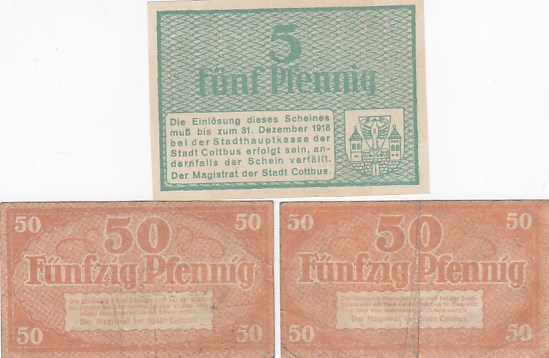 5
fünf Pfennig
Die Einlösung dieses Scheines
muß bis zum 31. Dezember 1918
bei der Stadthauptkasse der
Stadt Cottbus erfolgt sein, an-
dernfalls der Schein verfällt.
Der Magistrat der Stadt Cottbus.
50 50 50
Fünfzig Pfennig
Der Magistrat der Stadt Cottbus.
50 50
50 50 50
Fünfzig Pfennig
Der Magistrat der Stadt Cottbus.
50 50